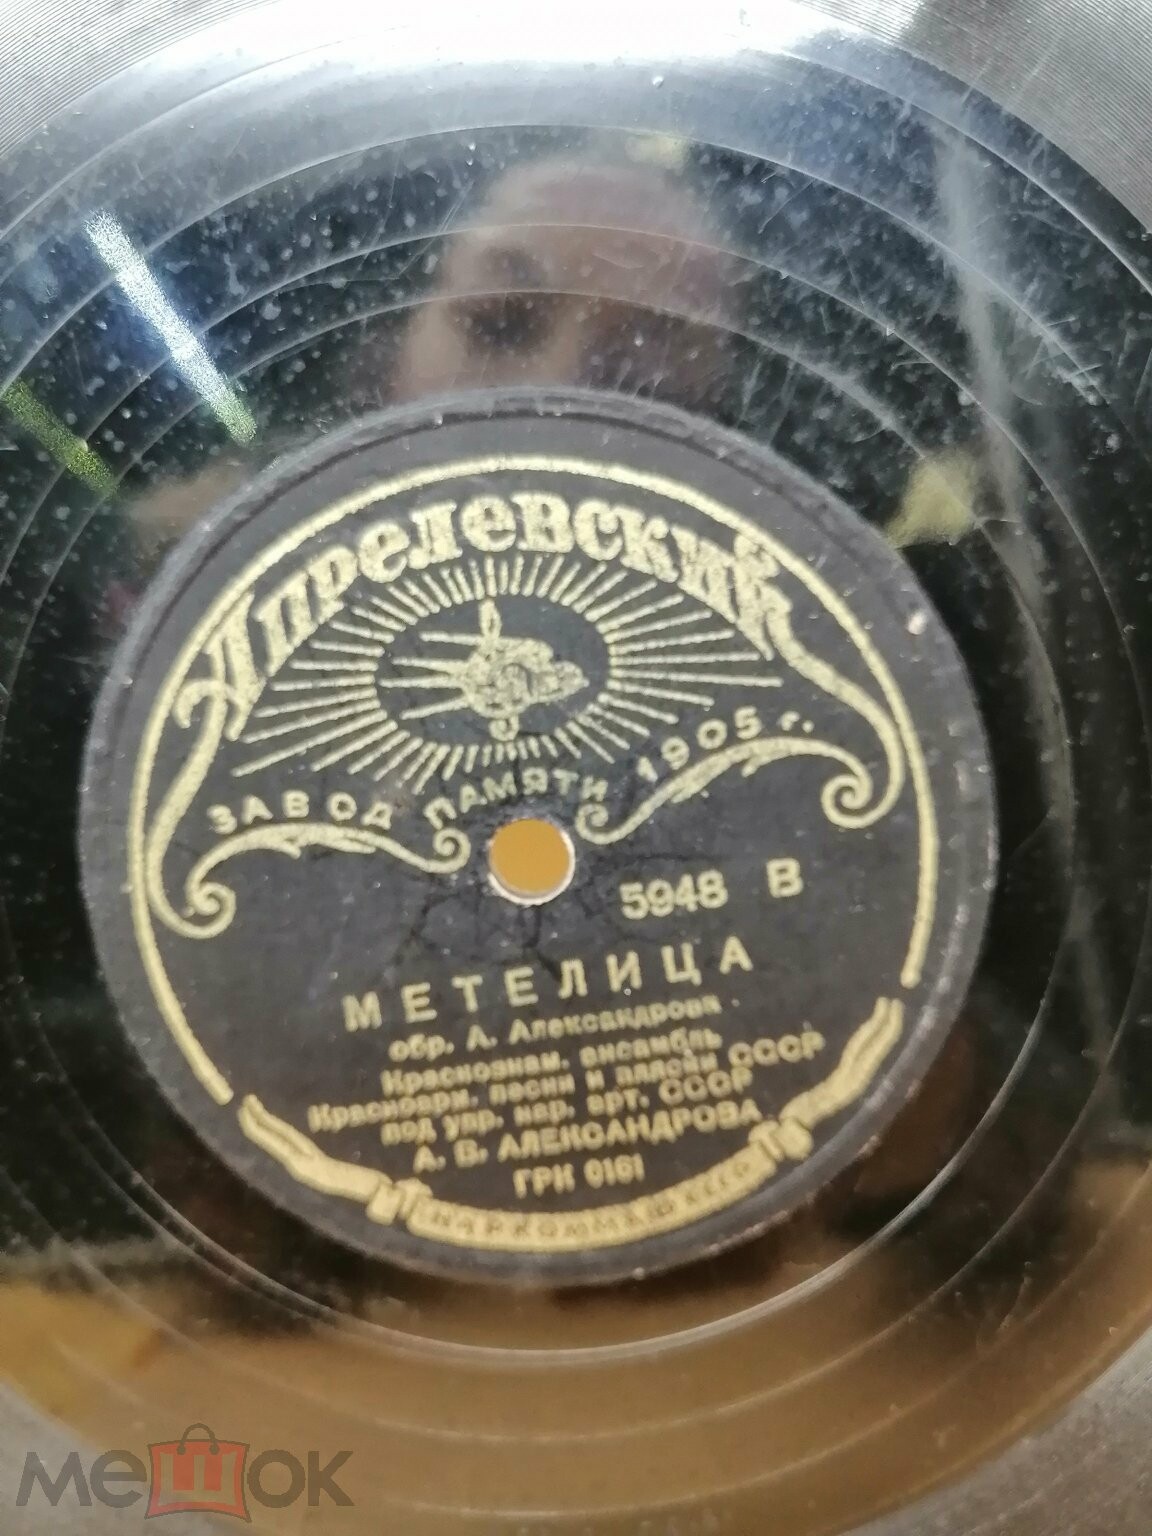 Апрелевский
ЗАВОД ПАМЯТИ 1905 г.
5948 В
МЕТЕЛИЦА
обр. А. Александрова
Краснознам. ансамбль
Красноарм. песни и пляски СССР
под упр. нар. арт. СССР
А. В. АЛЕКСАНДРОВА
ГРК 0161
НАРКОММАШ СССР
мешок